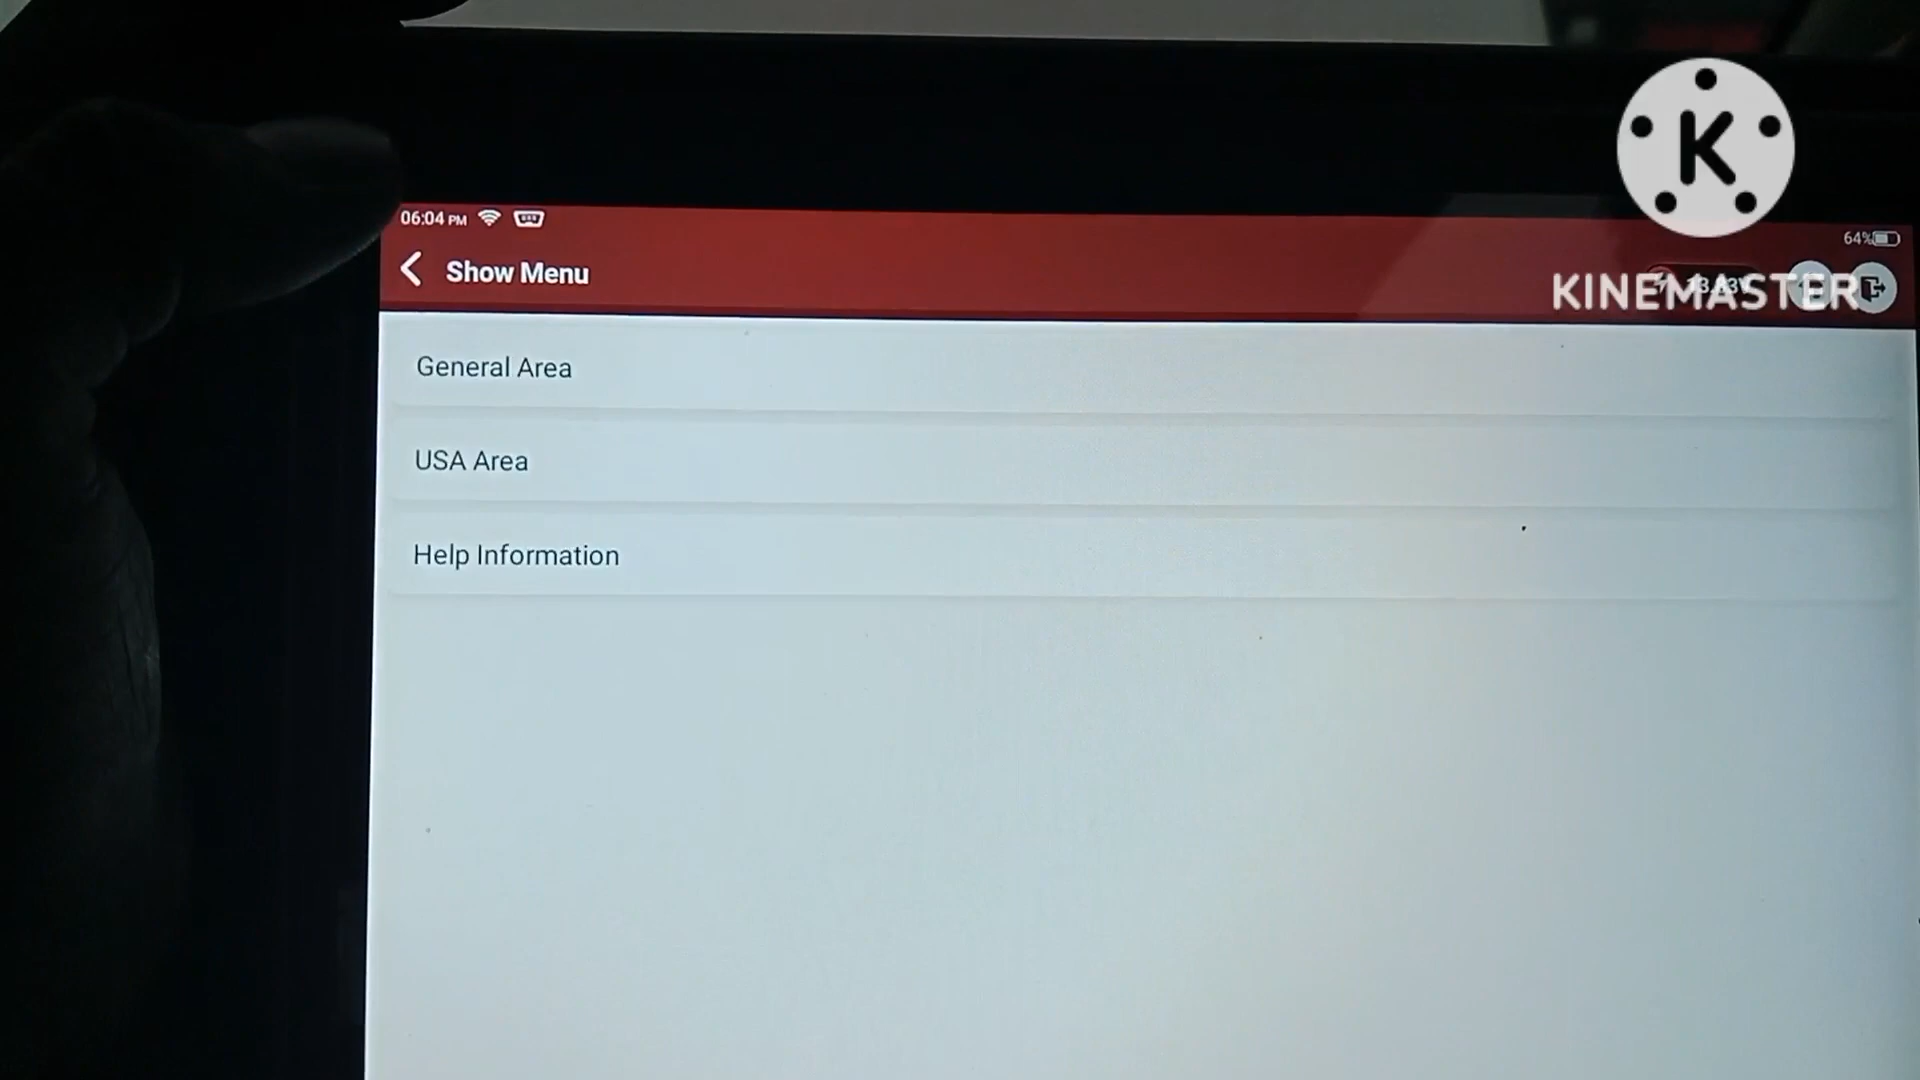 06:04 PM
64%
Show Menu
KINEMASTER
General Area
USA Area
Help Information